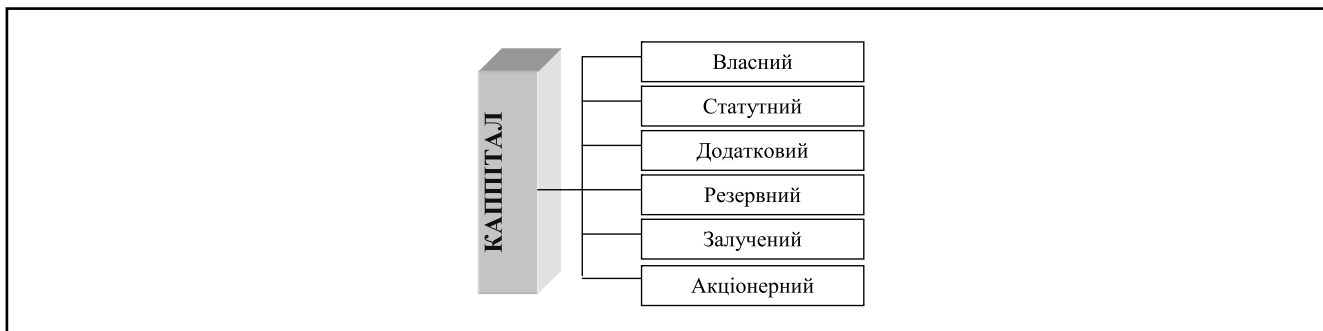 КАПІТАЛ
Власний
Статутний
Додатковий
Резервний
Залучений
Акціонерний